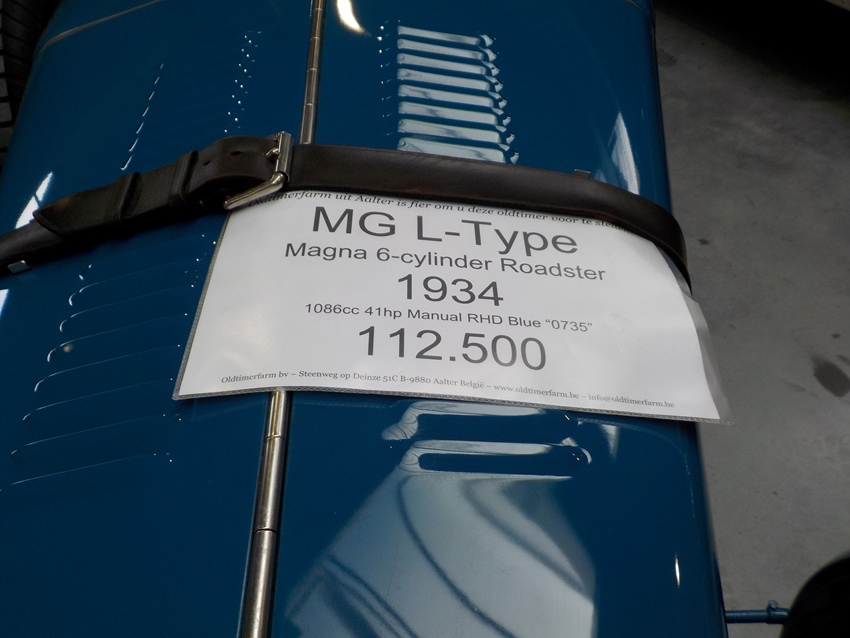 Oldtimerfarm uit Aalter is fier om u deze oldtimer voor te
MG L-Type
Magna 6-cylinder Roadster
1934
1086cc 41hp Manual RHD Blue “0735”
112.500
Oldtimerfarm bv – Steenweg op Deinze 51C B-9880 Aalter België – www.oldtimerfarm.be – info@oldtimerfarm.be